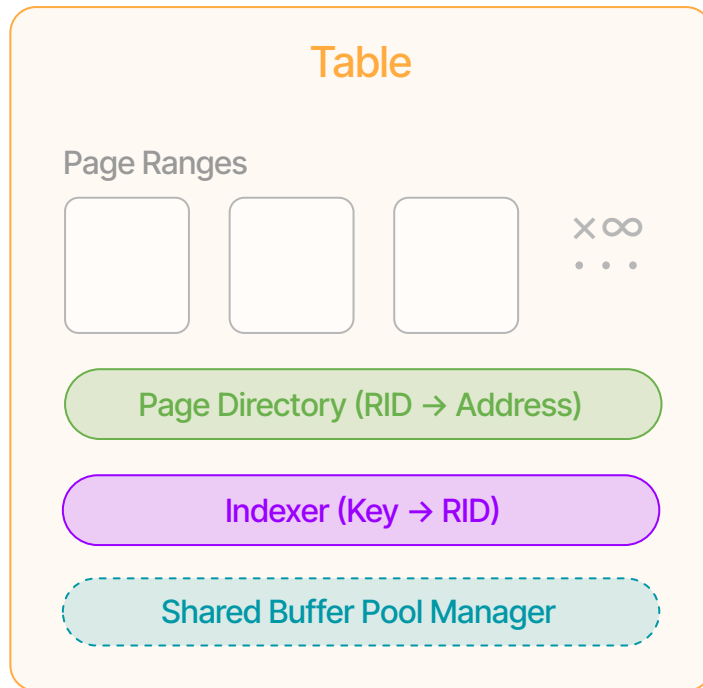 Table
Page Ranges
×∞
...
Page Directory (RID → Address)
Indexer (Key → RID)
Shared Buffer Pool Manager